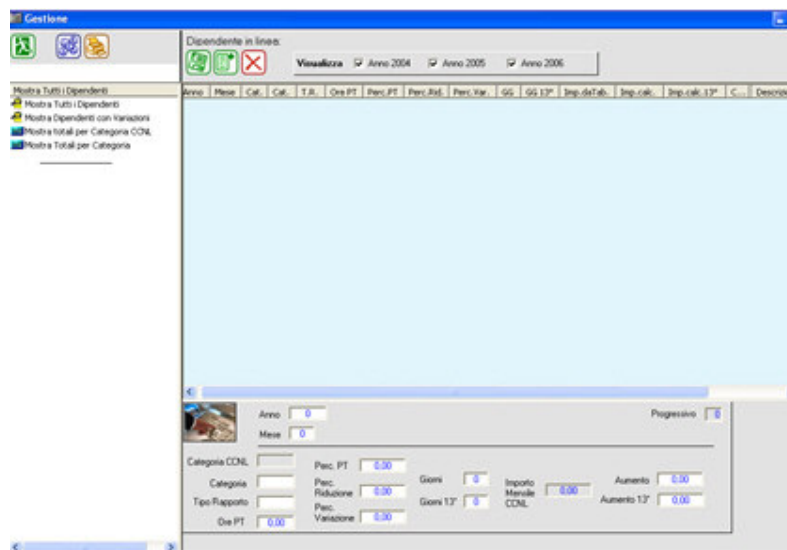 Gestione
Dipendente in linea:
Visualizza Anno 2004 Anno 2005 Anno 2006
Mostra Tutti i Dipendenti
Mostra Tutti i Dipendenti
Mostra Dipendenti con Variazioni
Mostra totali per Categoria CCNL
Mostra Totali per Categoria
Anno Mese Cat. Cat. T.R. Ore PT Perc.PT Perc.Rid. Perc.Var. GG GG 13° Imp.daTab. Imp.calc. Imp.calc.13° C... Descrizi
Anno 0 Progressivo 0
Mese 0
Categoria CCNL
Categoria
Tipo Rapporto
Ore PT 0,00
Perc. PT 0,00
Perc. Riduzione 0,00
Perc. Variazione 0,00
Giorni 0
Giorni 13° 0
Importo Mensile CCNL 0,00
Aumento 0,00
Aumento 13° 0,00